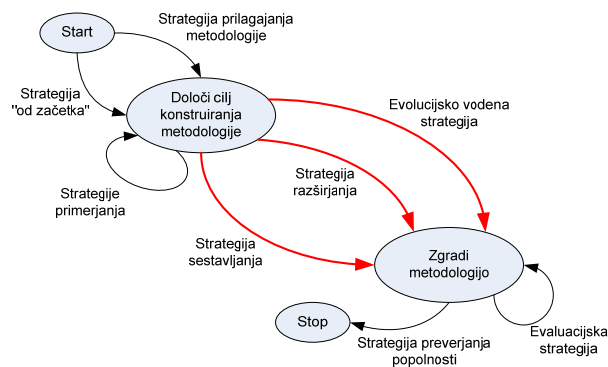 Start
Strategija prilagajanja
metodologije
Strategija
"od začetka"
Določi cilj
konstruiranja
metodologije
Evolucijsko vodena
strategija
Strategija
razširjanja
Strategije
primerjanja
Strategija
sestavljanja
Zgradi
metodologijo
Stop
Strategija preverjanja
popolnosti
Evaluacijska
strategija